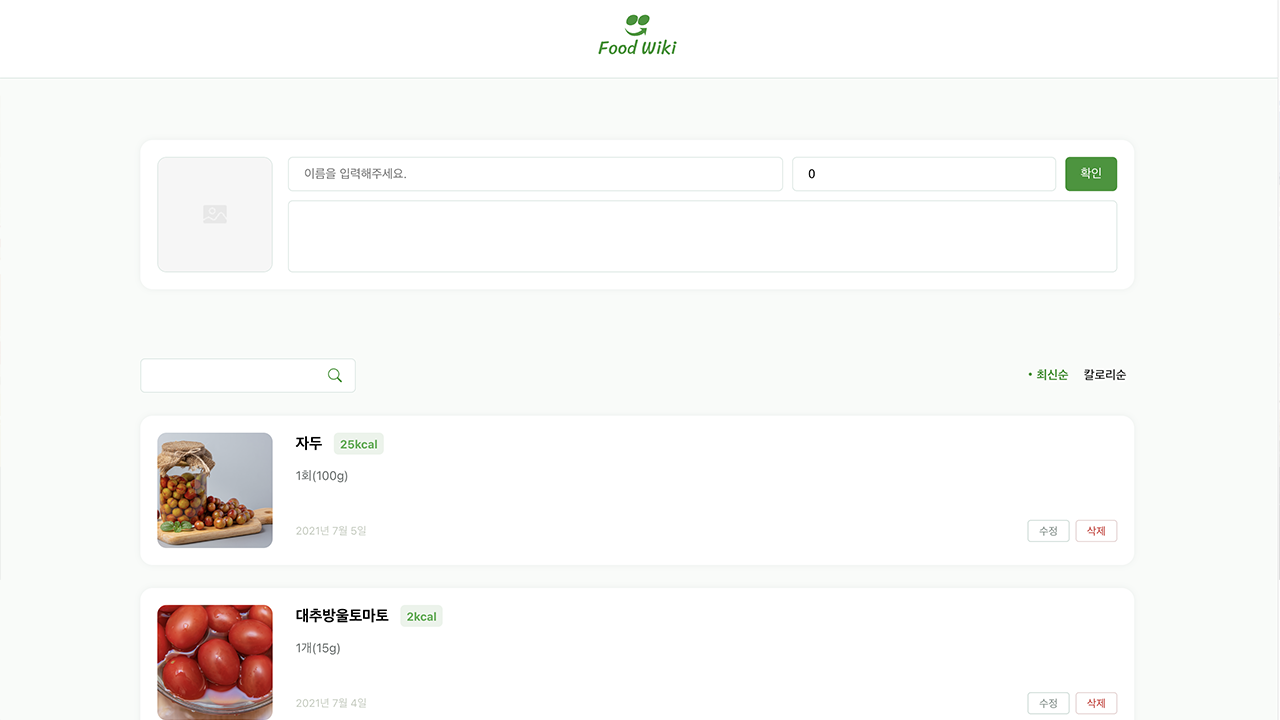 Food Wiki
이름을 입력해주세요.
0
확인
• 최신순
칼로리순
자두 25kcal
1회(100g)
2021년 7월 5일
수정
삭제
대추방울토마토 2kcal
1개(15g)
2021년 7월 4일
수정
삭제